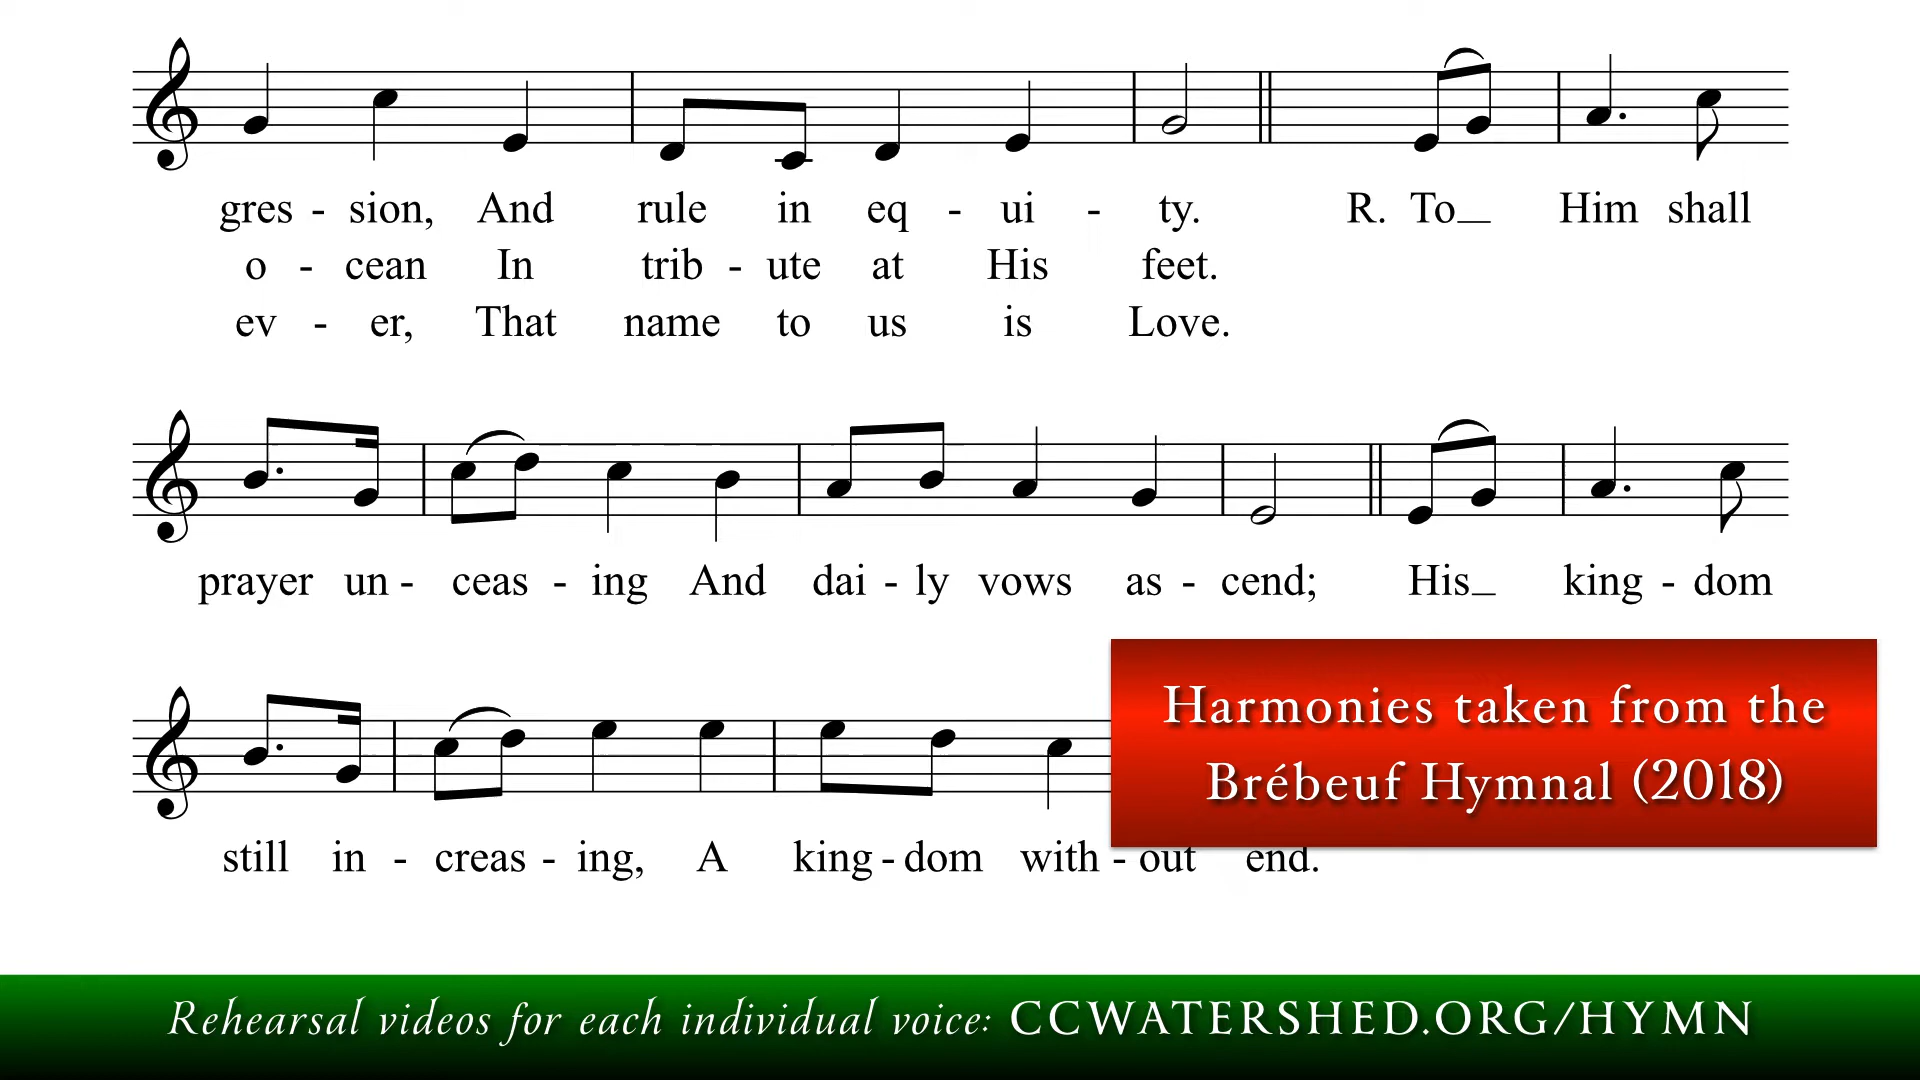 gres - sion, And rule in eq - ui - ty. R. To_ Him shall
o - cean In trib - ute at His feet.
ev - er, That name to us is Love.
prayer un - ceas - ing And dai - ly vows as - cend; His_ king - dom
Harmonies taken from the
Brébeuf Hymnal (2018)
still in - creas - ing, A king - dom with - out end.
Rehearsal videos for each individual voice: CCWATERSHED.ORG/HYMN